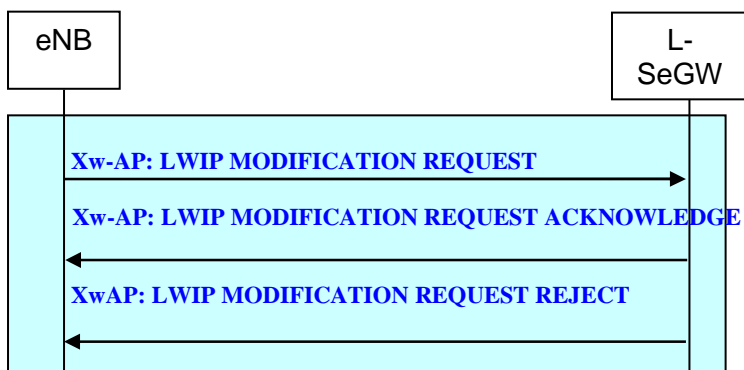 eNB
L-
SeGW
Xw-AP: LWIP MODIFICATION REQUEST
Xw-AP: LWIP MODIFICATION REQUEST ACKNOWLEDGE
XwAP: LWIP MODIFICATION REQUEST REJECT